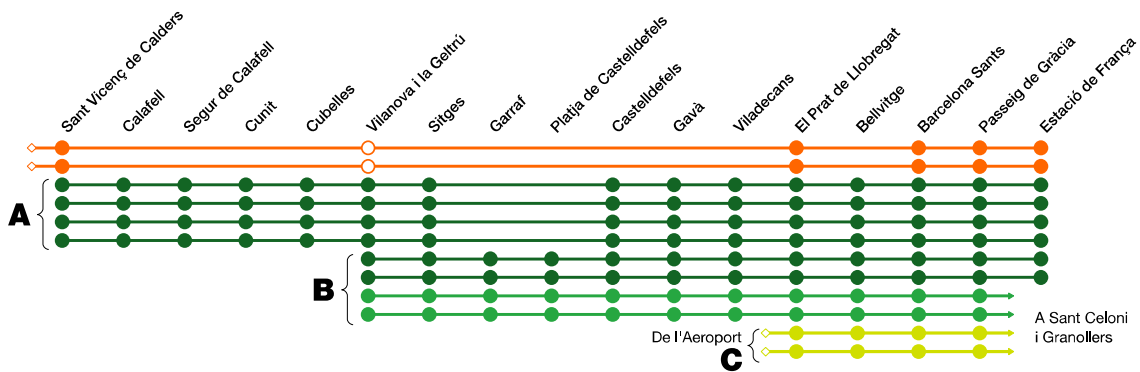 Sant Vicenç de Calders
Calafell
Segur de Calafell
Cunit
Cubelles
Vilanova i la Geltrú
Sitges
Garraf
Platja de Castelldefels
Castelldefels
Gavà
Viladecans
El Prat de Llobregat
Bellvitge
Barcelona Sants
Passeig de Gràcia
Estació de França
A
B
A Sant Celoni
i Granollers
De l'Aeroport
C